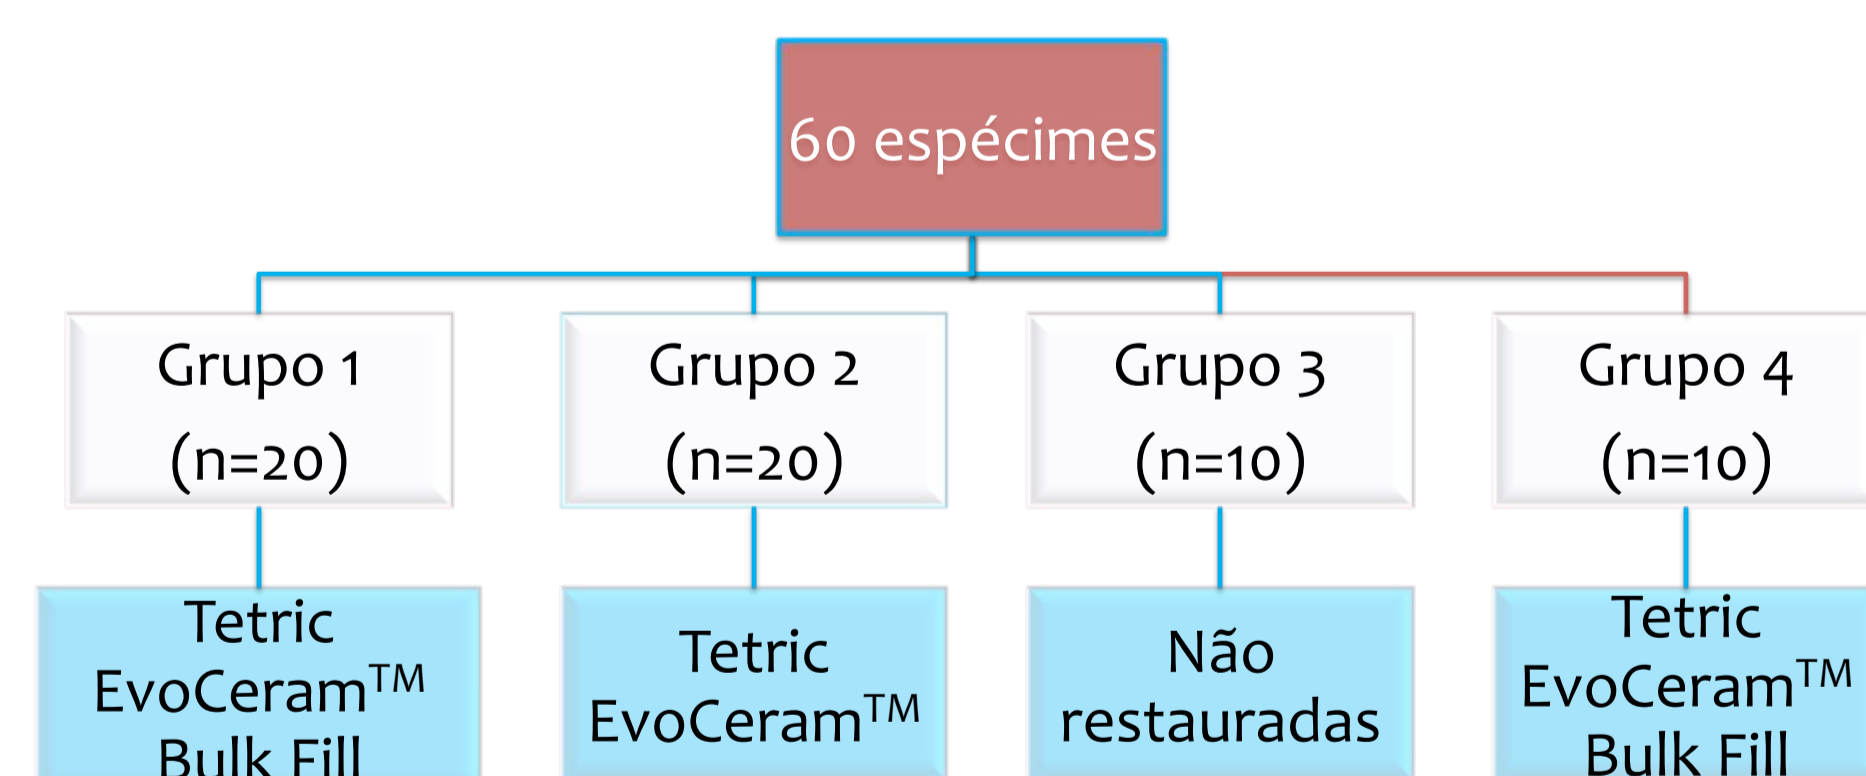 60 espécimes
Grupo 1
(n=20)
Grupo 2
(n=20)
Grupo 3
(n=10)
Grupo 4
(n=10)
Tetric
EvoCeram™
Bulk Fill
Tetric
EvoCeram™
Não
restauradas
Tetric
EvoCeram™
Bulk Fill